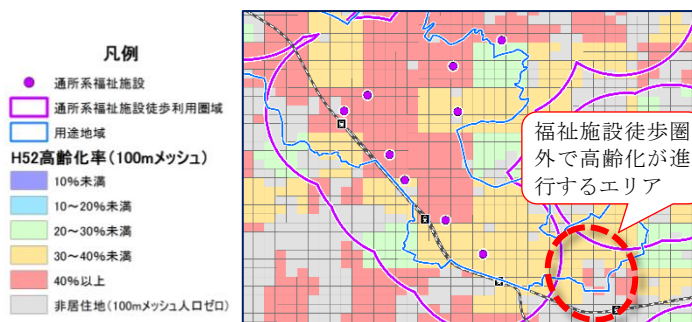 凡例
通所系福祉施設
通所系福祉施設徒歩利用圏域
用途地域
H52高齢化率(100mメッシュ)
10%未満
10～20%未満
20～30%未満
30～40%未満
40%以上
非居住地(100mメッシュ人口ゼロ)
福祉施設徒歩圏
外で高齢化が進
行するエリア